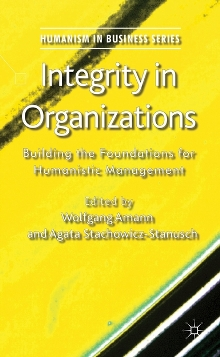 HUMANISM IN BUSINESS SERIES
Integrity in
Organizations
Building the Foundations for
Humanistic Management
Edited by
Wolfgang Amann
and Agata Stachowicz-Stanusch